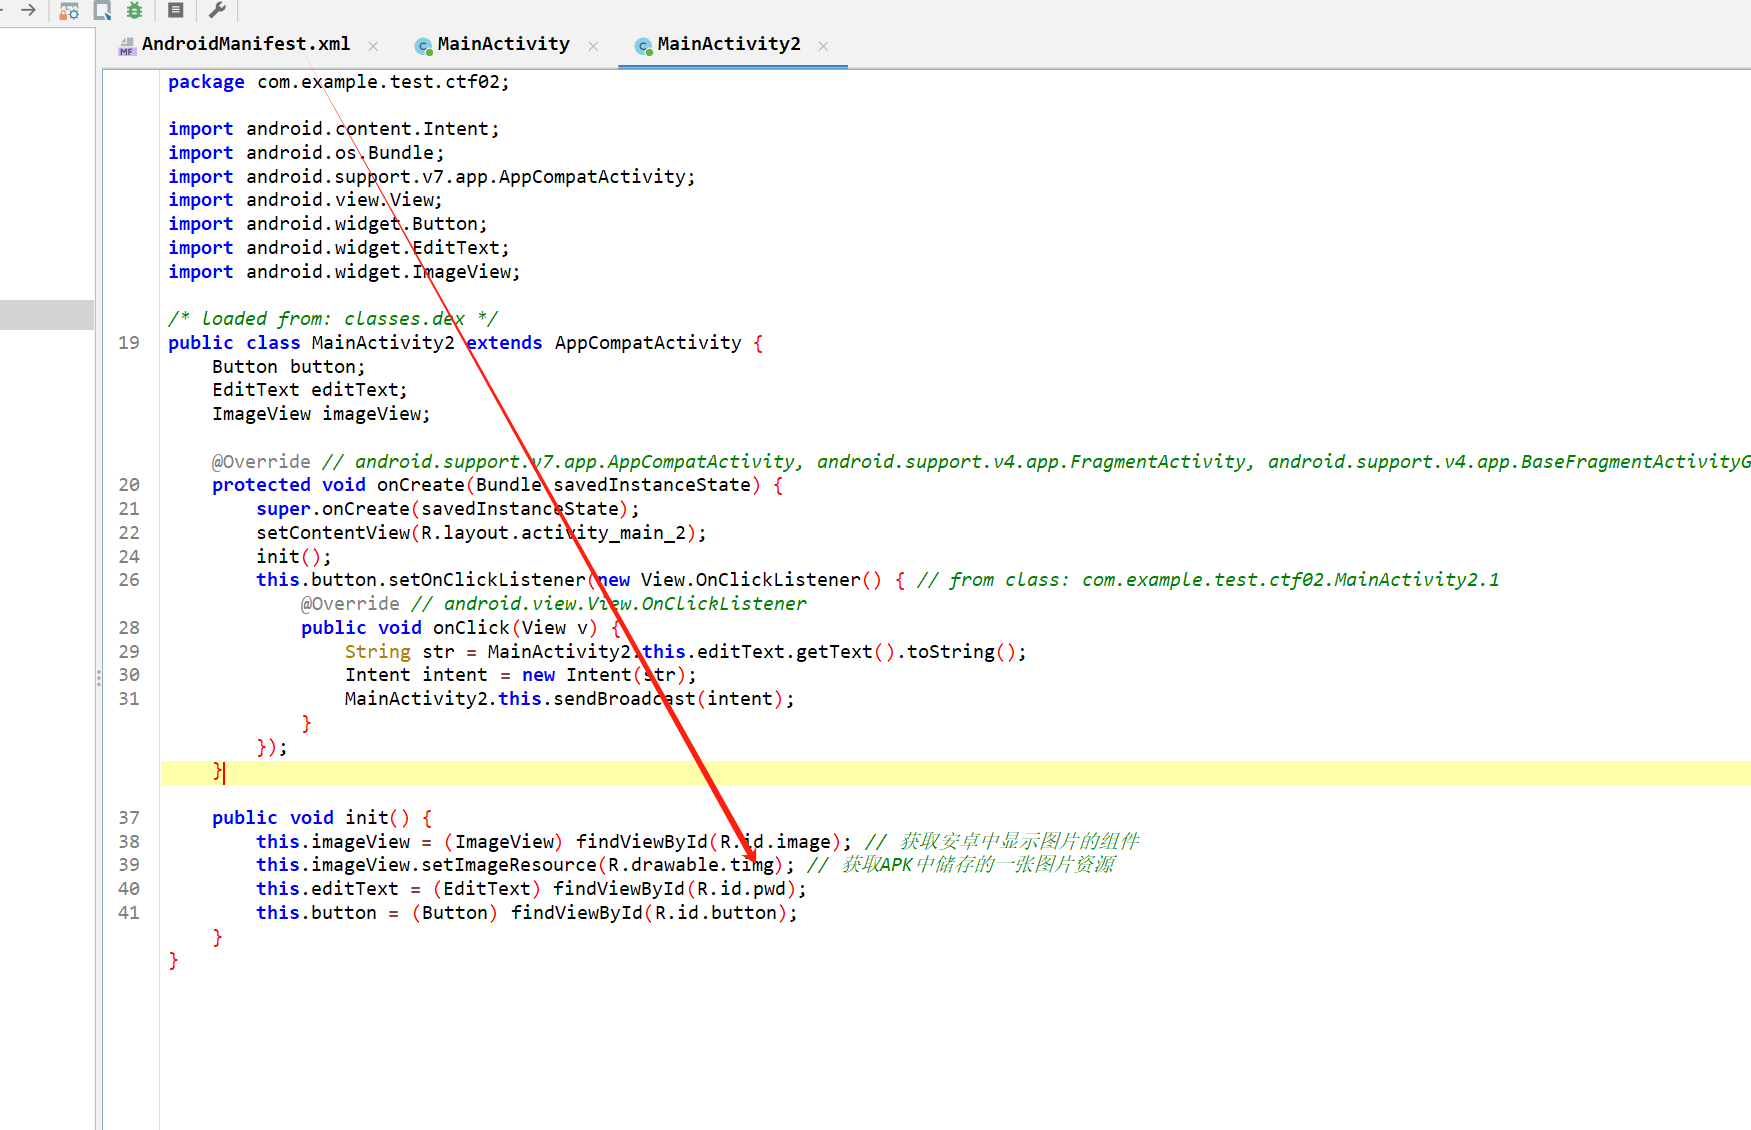 AndroidManifest.xml MainActivity MainActivity2
package com.example.test.ctf02;
import android.content.Intent;
import android.os.Bundle;
import android.support.v7.app.AppCompatActivity;
import android.view.View;
import android.widget.Button;
import android.widget.EditText;
import android.widget.ImageView;
/* loaded from: classes.dex */
19 public class MainActivity2 extends AppCompatActivity {
Button button;
EditText editText;
ImageView imageView;
@Override // android.support.v7.app.AppCompatActivity, android.support.v4.app.FragmentActivity, android.support.v4.app.BaseFragmentActivityG
20 protected void onCreate(Bundle savedInstanceState) {
21 super.onCreate(savedInstanceState);
22 setContentView(R.layout.activity_main_2);
24 init();
26 this.button.setOnClickListener(new View.OnClickListener() { // from class: com.example.test.ctf02.MainActivity2.1
@Override // android.view.View.OnClickListener
28 public void onClick(View v) {
29 String str = MainActivity2.this.editText.getText().toString();
30 Intent intent = new Intent(str);
31 MainActivity2.this.sendBroadcast(intent);
}
});
}
37 public void init() {
38 this.imageView = (ImageView) findViewById(R.id.image); // 获取安卓中显示图片的组件
39 this.imageView.setImageResource(R.drawable.timg); // 获取APK中储存的一张图片资源
40 this.editText = (EditText) findViewById(R.id.pwd);
41 this.button = (Button) findViewById(R.id.button);
}
}